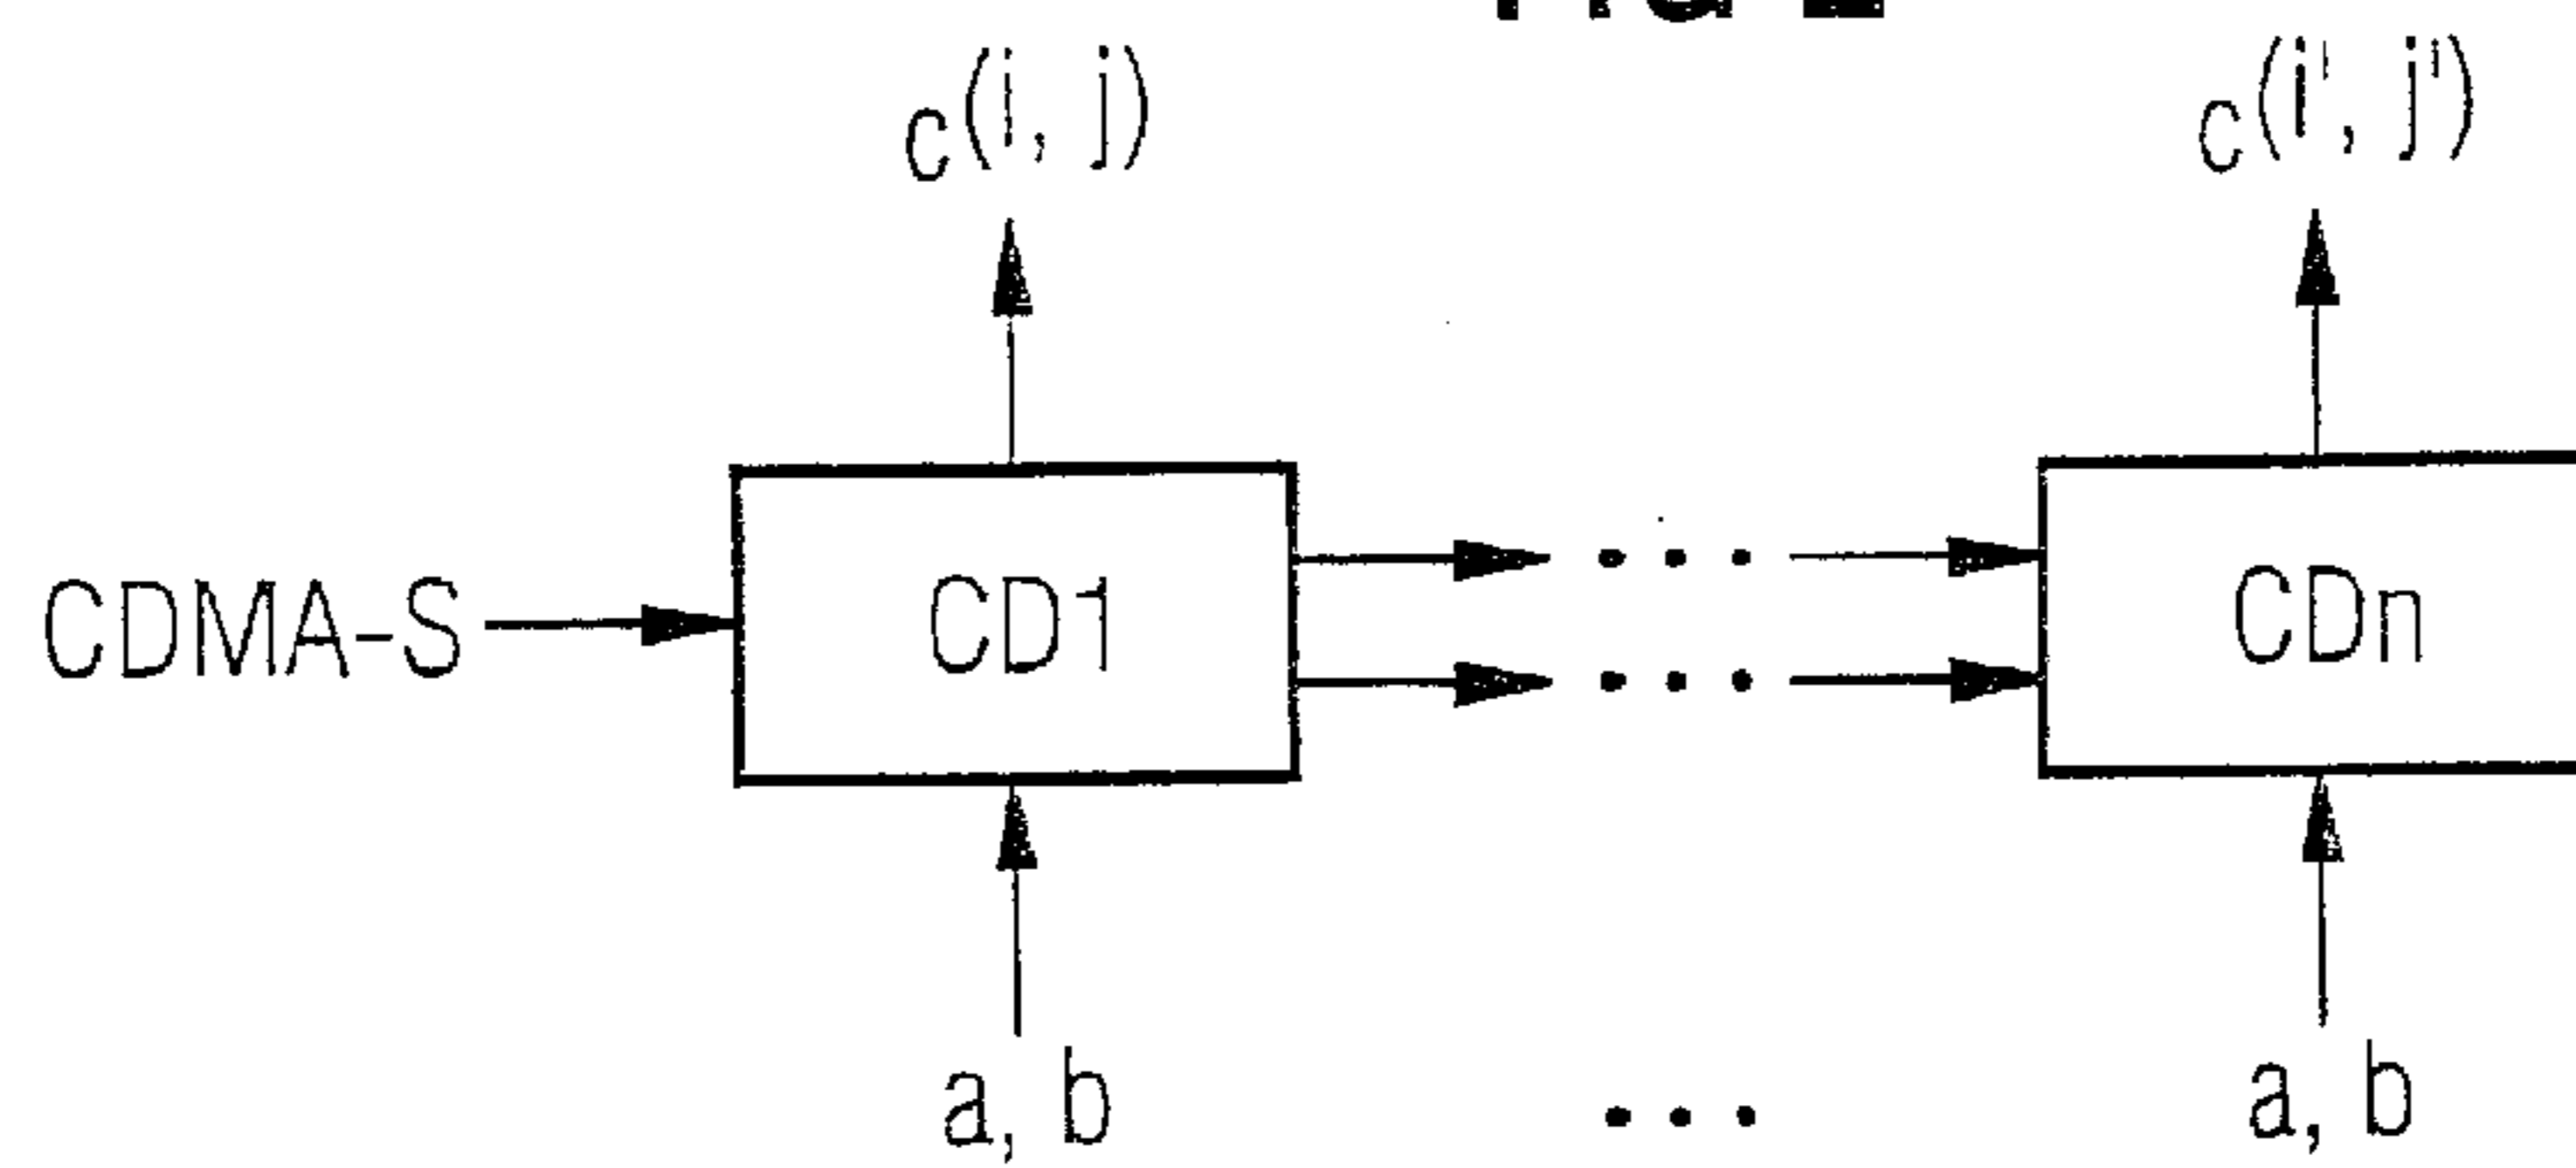 c(i, j) c(i', j')
CDMA-S CD1 ... ... CDn
a, b ... a, b